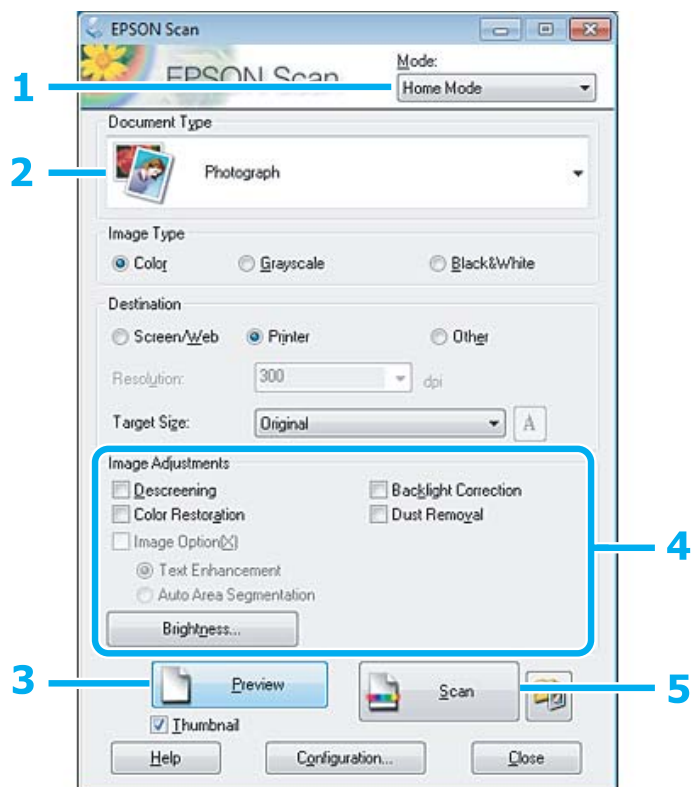 EPSON Scan
EPSON Scan
Mode:
1
Home Mode
Document Type
2
Photograph
Image Type
Color
Grayscale
Black&White
Destination
Screen/Web
Printer
Other
Resolution:
300
dpi
Target Size:
Original
A
Image Adjustments
Descreening
Backlight Correction
Color Restoration
Dust Removal
Image Option(X)
4
Text Enhancement
Auto Area Segmentation
Brightness...
3
Preview
Scan
5
Thumbnail
Help
Configuration...
Close